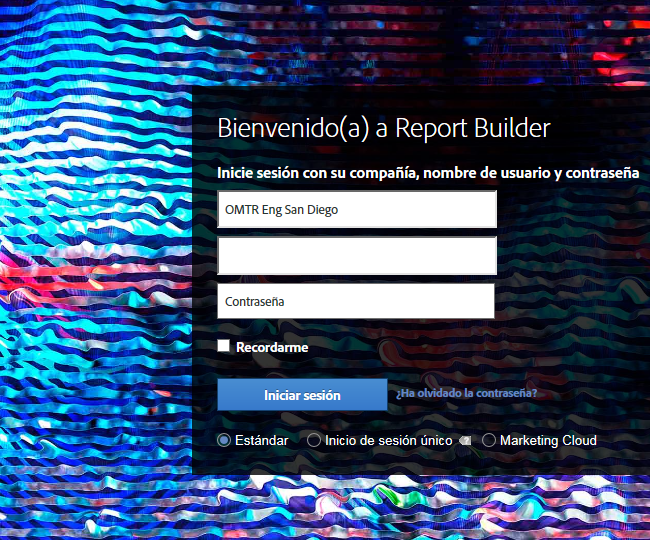 Bienvenido(a) a Report Builder
Inicie sesión con su compañía, nombre de usuario y contraseña
OMTR Eng San Diego
Contraseña
Recordarme
Iniciar sesión ¿Ha olvidado la contraseña?
Estándar Inicio de sesión único ? Marketing Cloud